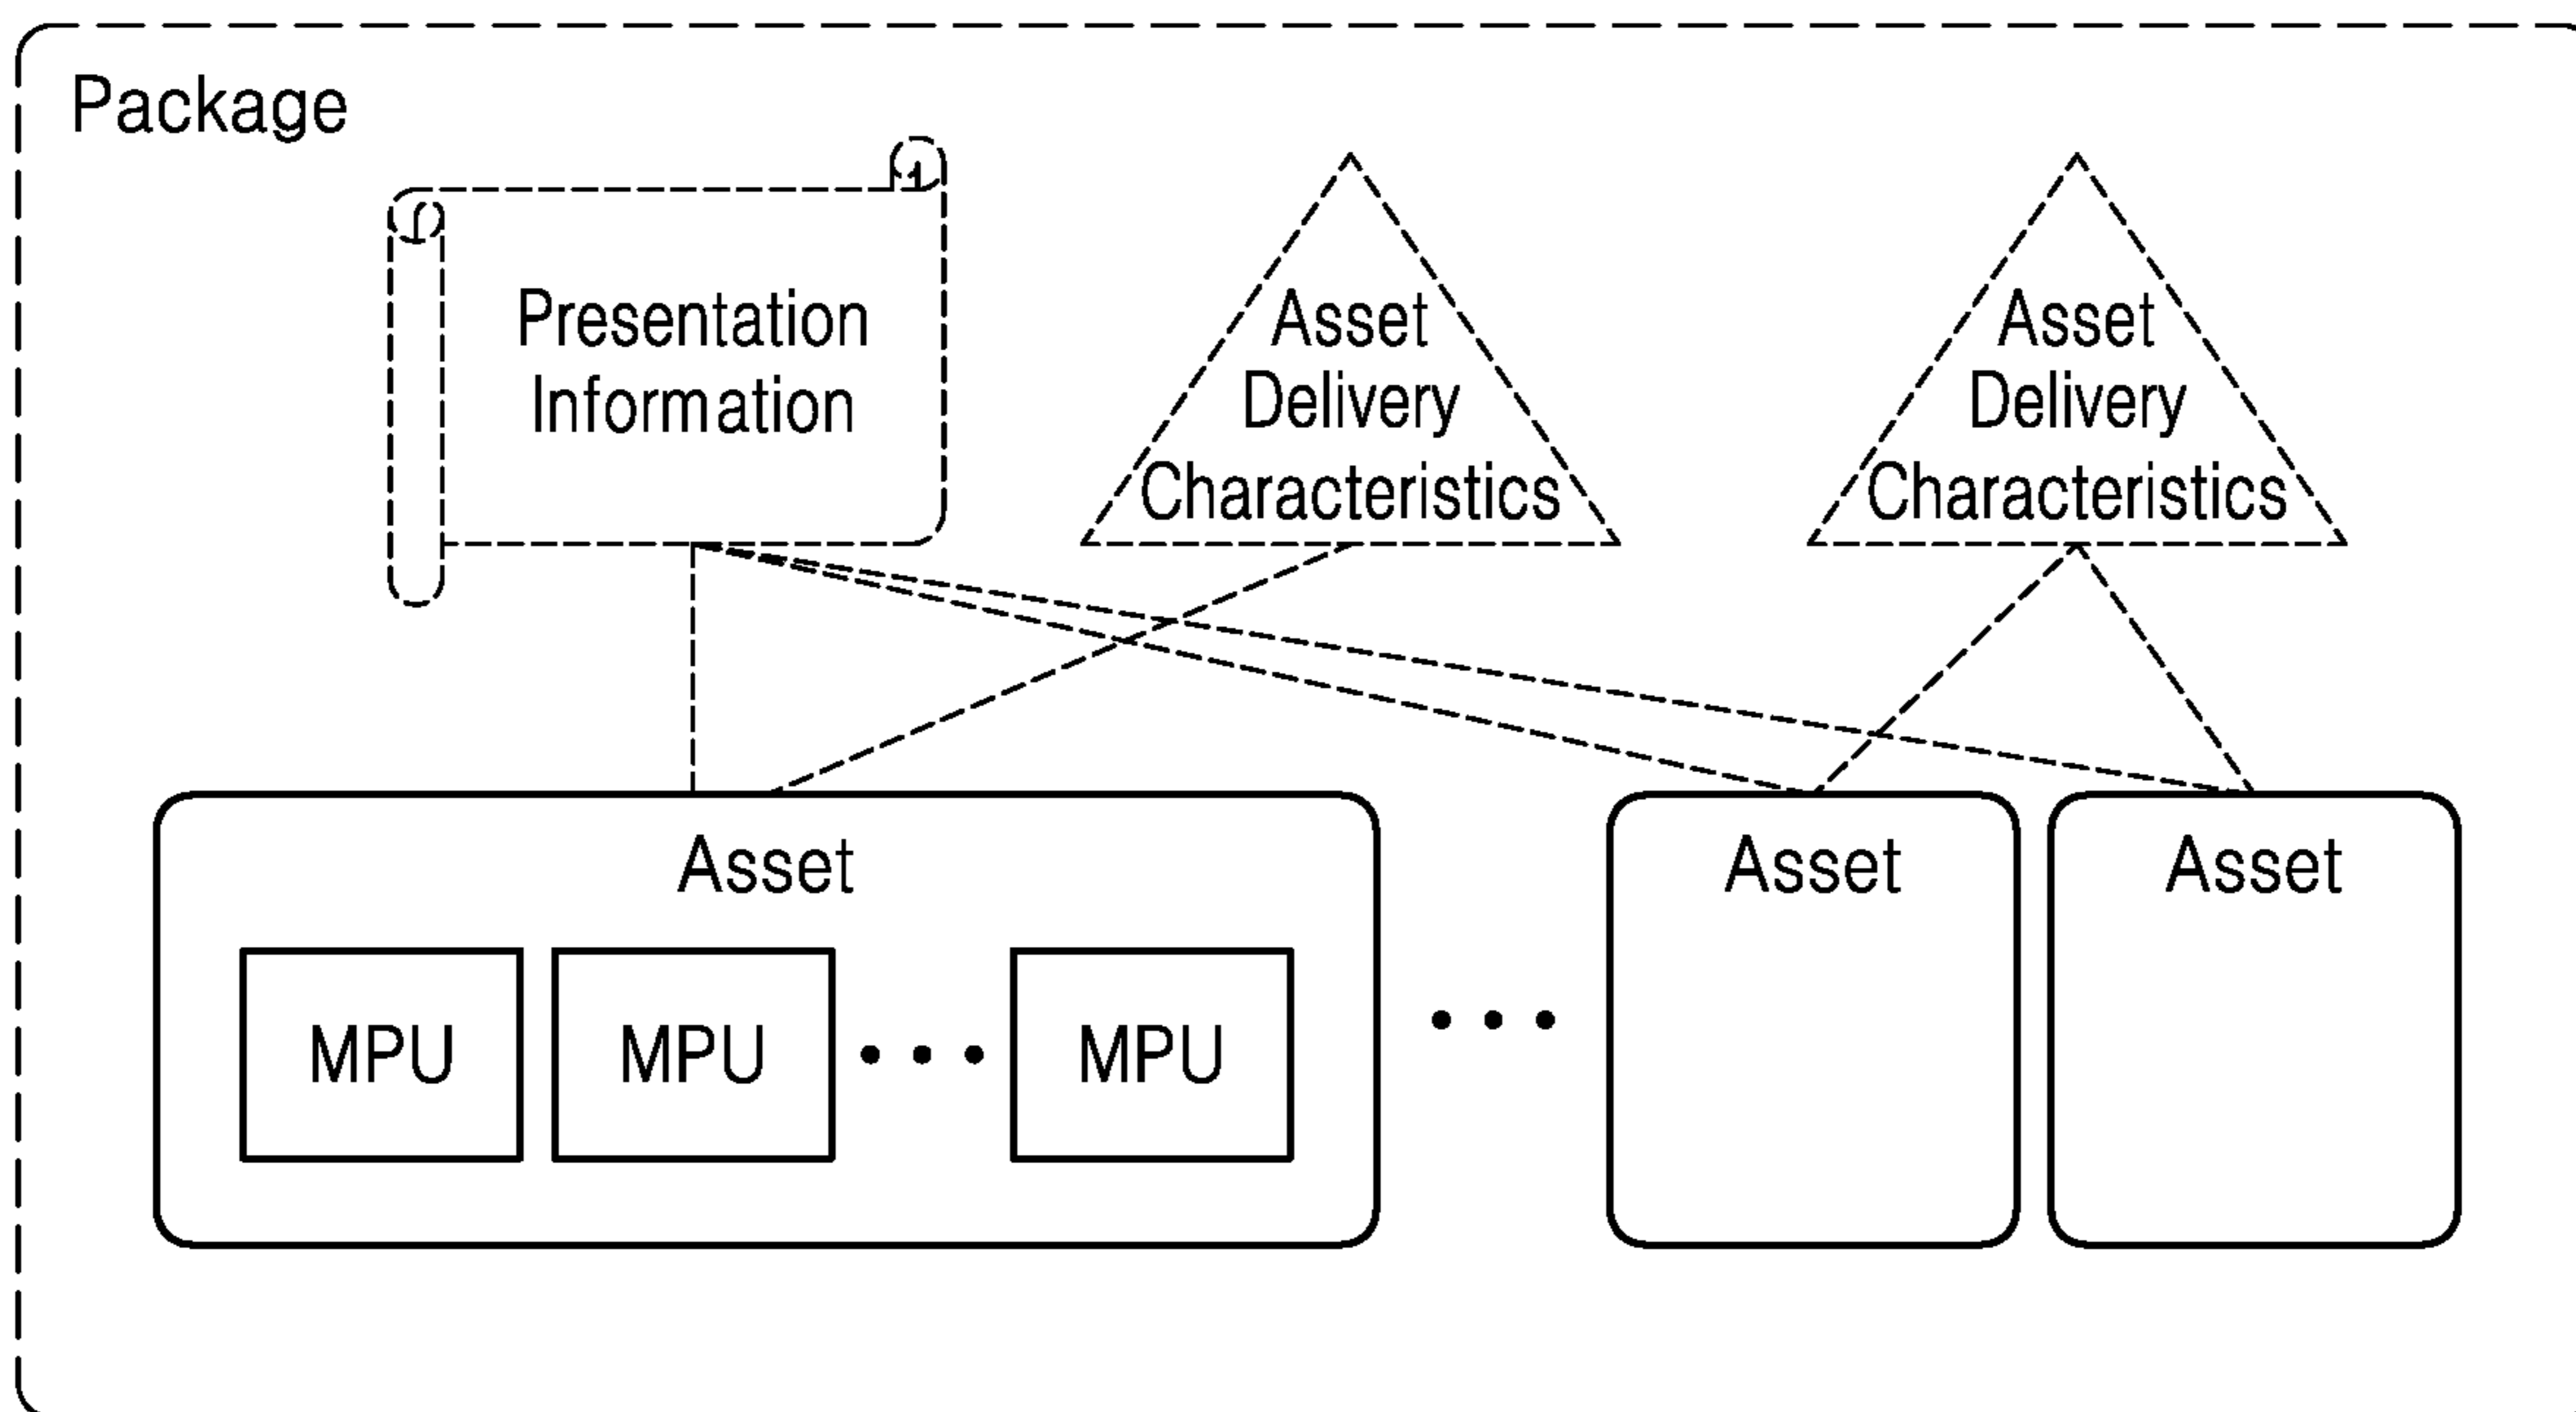 Package
Presentation
Information
Asset
Delivery
Characteristics
Asset
Delivery
Characteristics
Asset
MPU
MPU
MPU
Asset
Asset